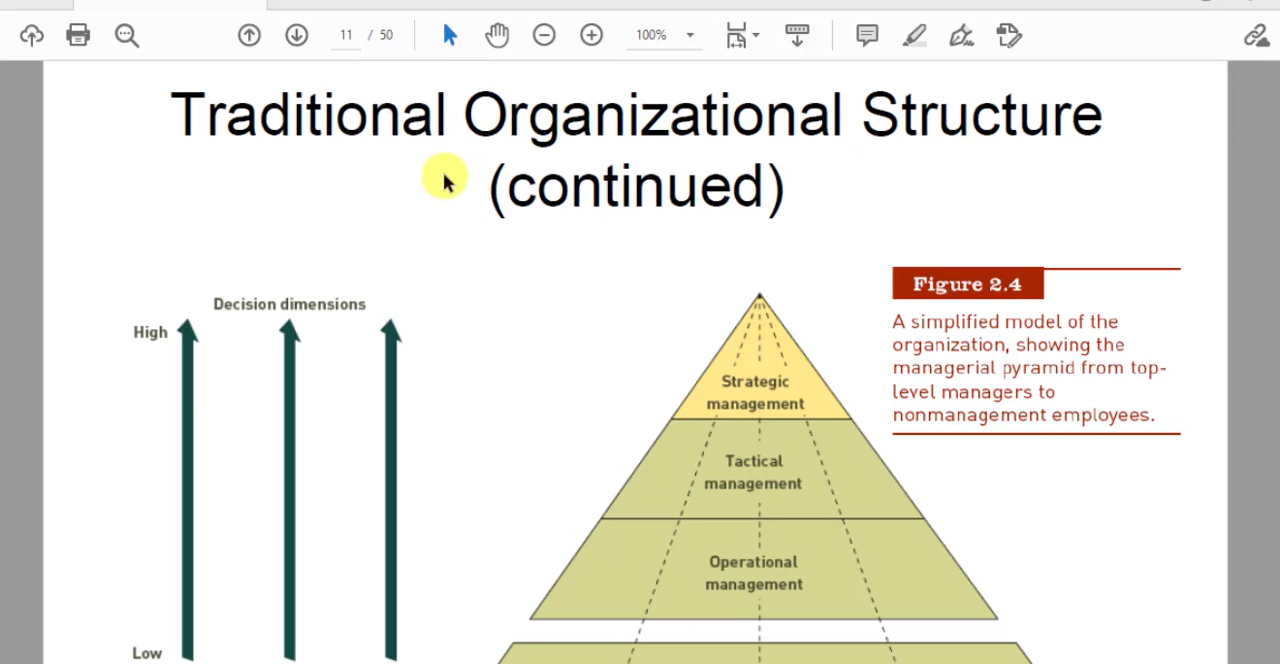 11 / 50
100%
Traditional Organizational Structure
(continued)
Decision dimensions
High
Low
Strategic
management
Tactical
management
Operational
management
Figure 2.4
A simplified model of the
organization, showing the
managerial pyramid from top-
level managers to
nonmanagement employees.